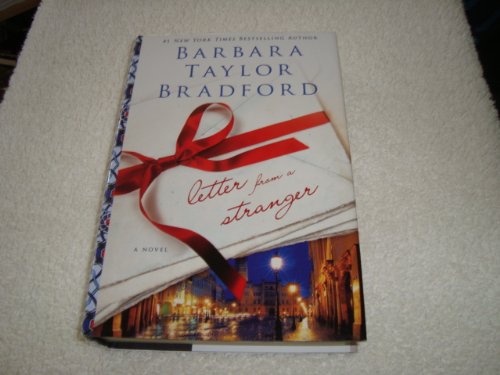 #1 New York Times Bestselling Author
Barbara
Taylor
Bradford
letter from a
stranger
A NOVEL